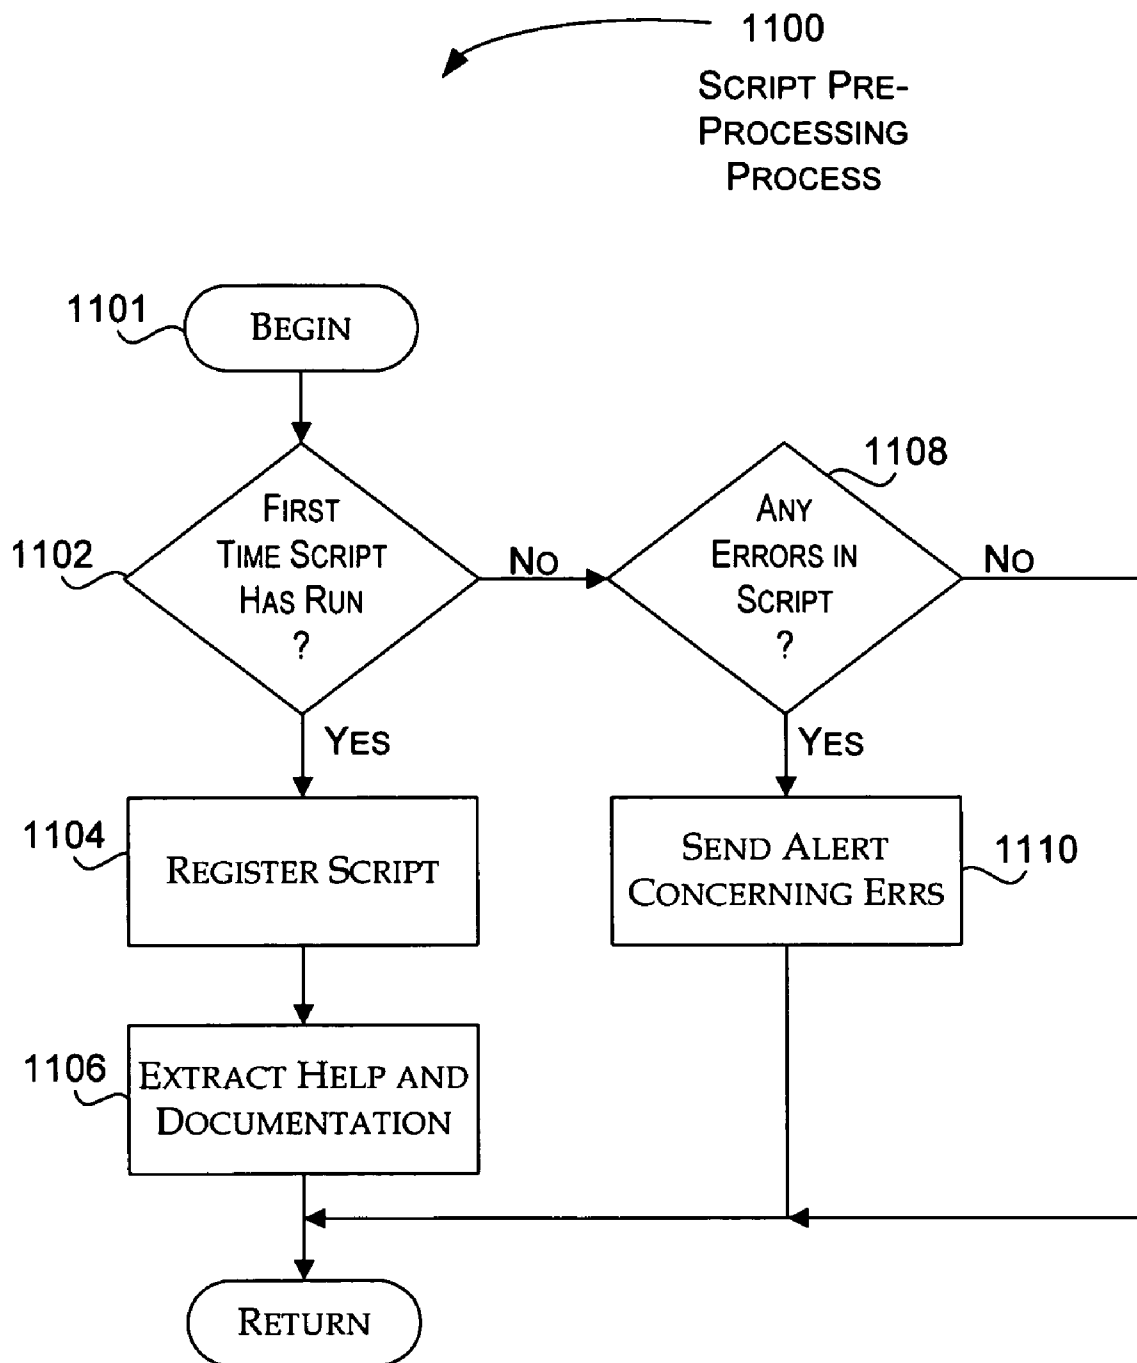 1100
SCRIPT PRE-
PROCESSING
PROCESS
1101
BEGIN
1102
FIRST
TIME SCRIPT
HAS RUN
?
NO
1108
ANY
ERRORS IN
SCRIPT
?
NO
YES
YES
1104
REGISTER SCRIPT
SEND ALERT
CONCERNING ERRS
1110
1106
EXTRACT HELP AND
DOCUMENTATION
RETURN